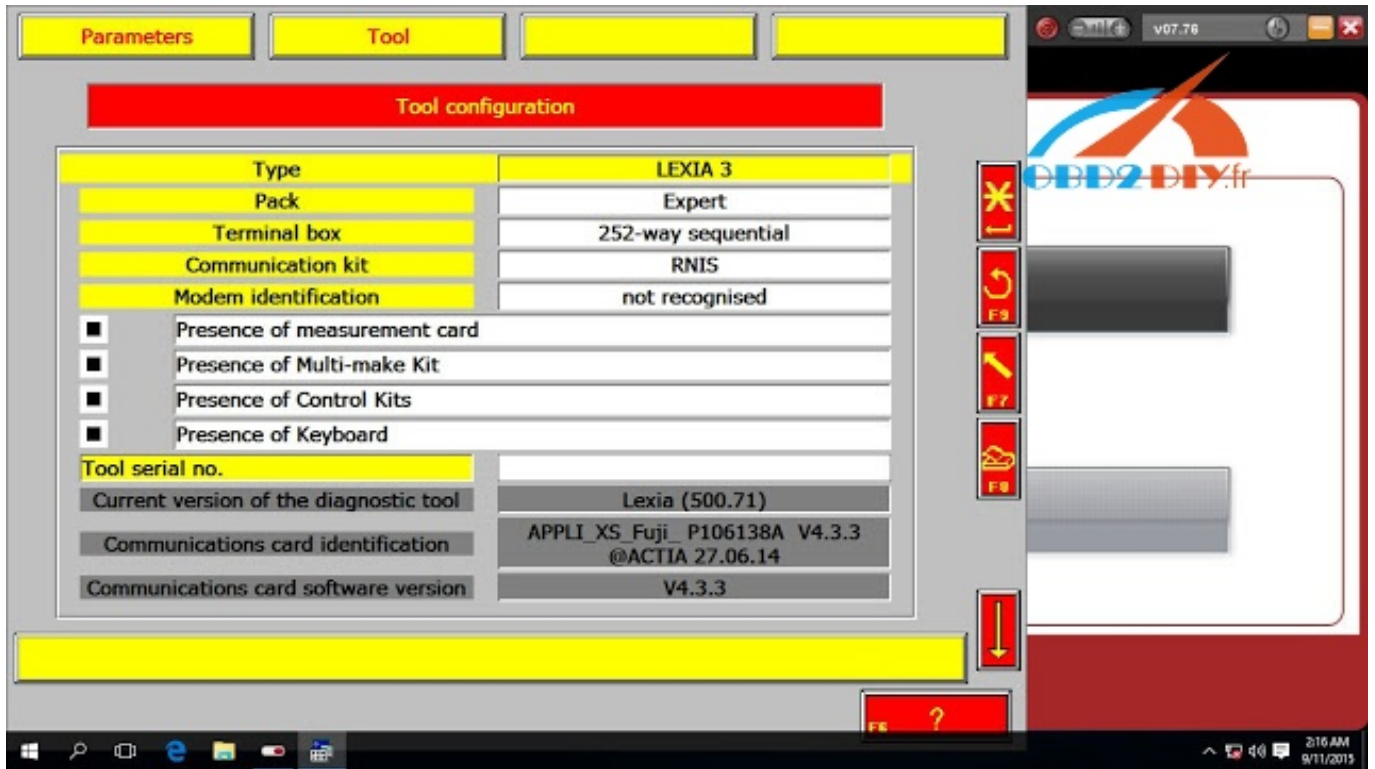 Parameters
Tool
v07.76
Tool configuration
OBD2DIY.fr
Type LEXIA 3
Pack Expert
Terminal box 252-way sequential
Communication kit RNIS
Modem identification not recognised
Presence of measurement card
Presence of Multi-make Kit
F9
Presence of Control Kits
F7
Presence of Keyboard
Tool serial no.
F8
Current version of the diagnostic tool Lexia (500.71)
Communications card identification APPLI_XS_Fuji_ P106138A V4.3.3
@ACTIA 27.06.14
Communications card software version V4.3.3
F6 ?
2:16 AM
9/11/2015